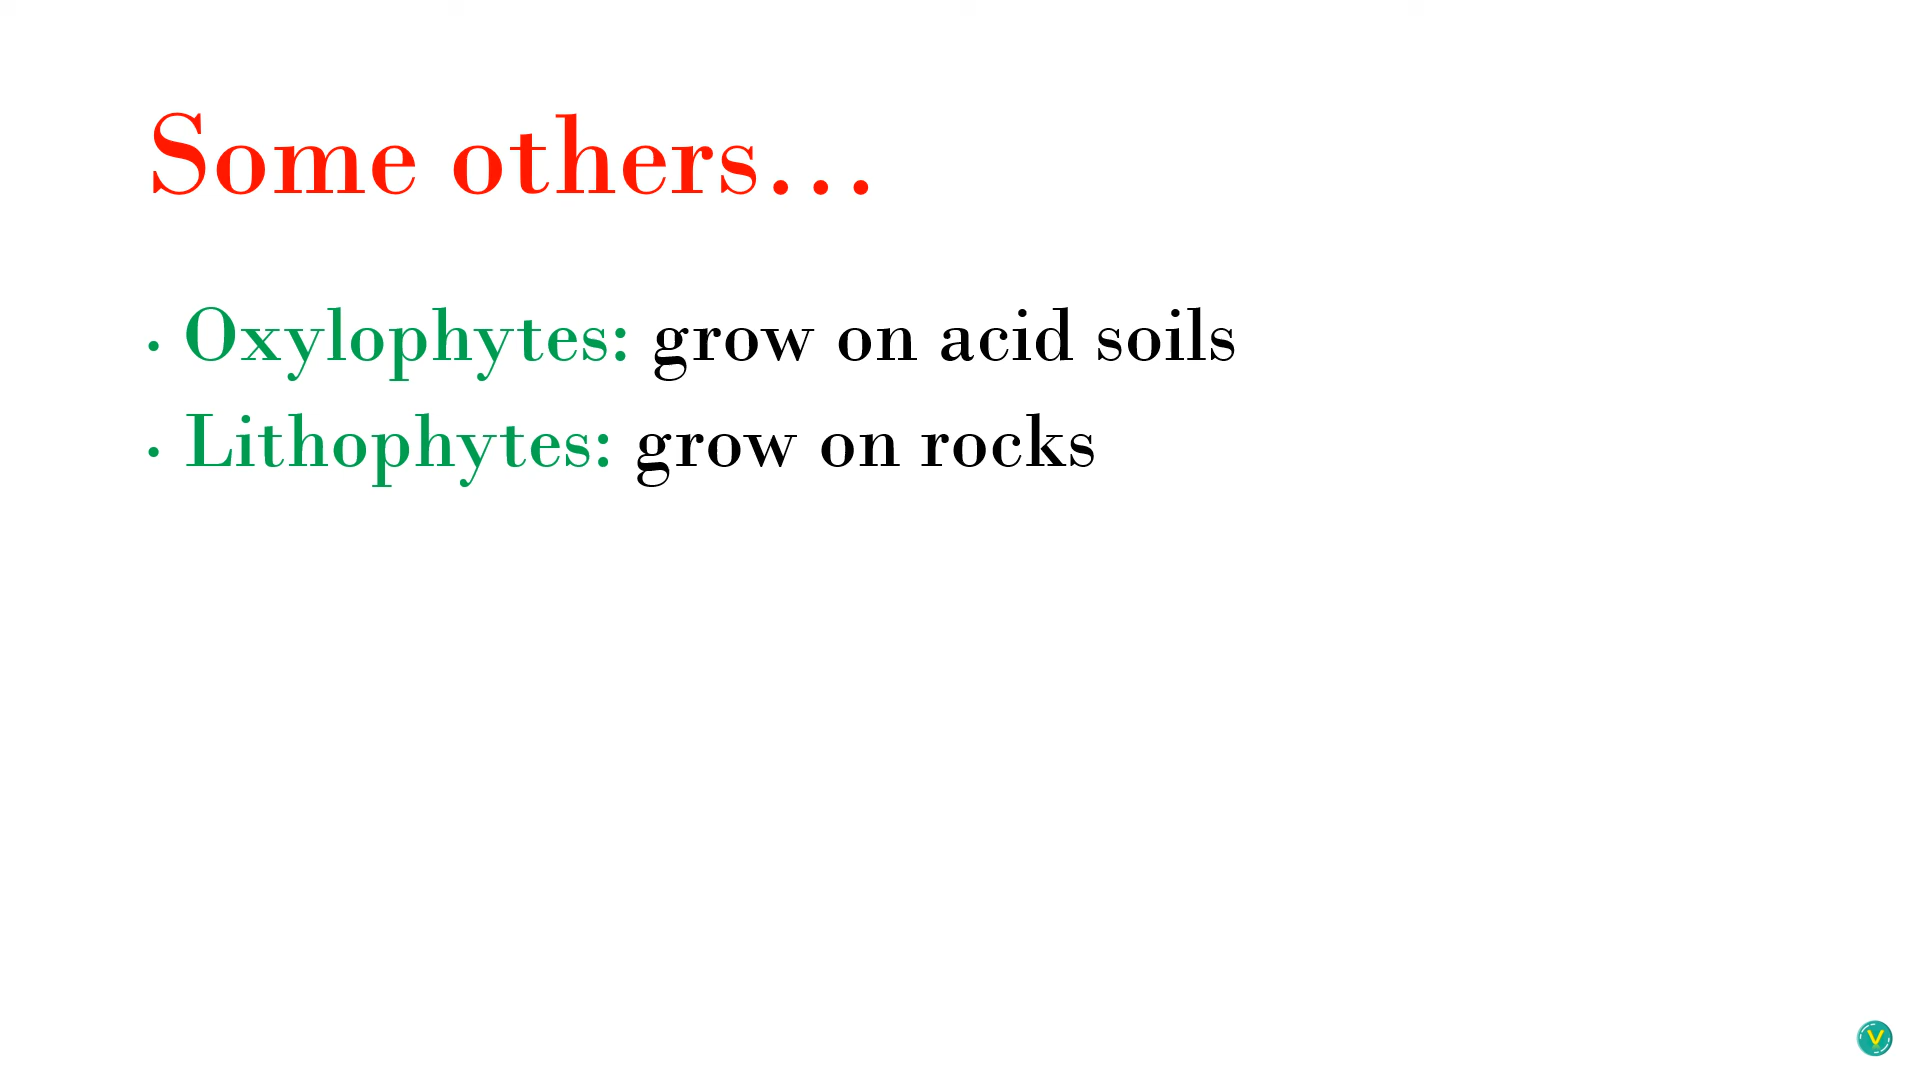 Some others...
• Oxylophytes: grow on acid soils
• Lithophytes: grow on rocks
V